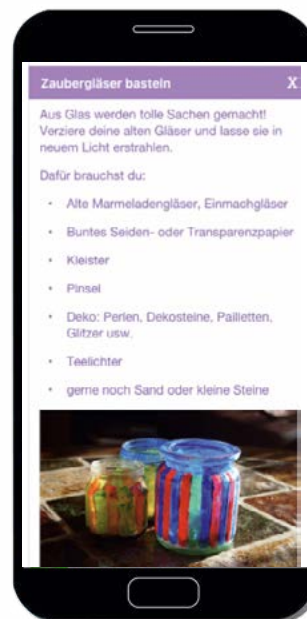 Zaubergläser basteln X
Aus Glas werden tolle Sachen gemacht!
Verziere deine alten Gläser und lasse sie in
neuem Licht erstrahlen.
Dafür brauchst du:
• Alte Marmeladengläser, Einmachgläser
• Buntes Seiden- oder Transparenzpapier
• Kleister
• Pinsel
• Deko: Perlen, Dekosteine, Pailletten,
Glitzer usw.
• Teelichter
• gerne noch Sand oder kleine Steine